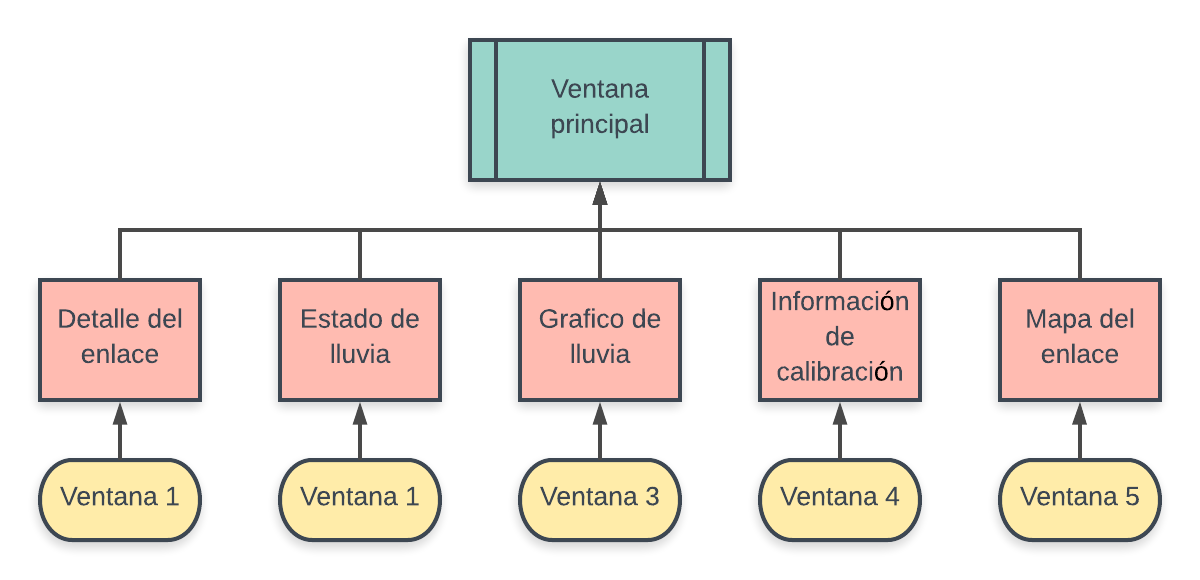 Ventana
principal
Detalle del
enlace
Estado de
lluvia
Grafico de
lluvia
Información
de
calibración
Mapa del
enlace
Ventana 1
Ventana 1
Ventana 3
Ventana 4
Ventana 5